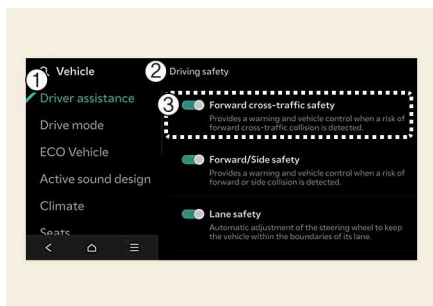 1
Vehicle
2
Driving safety
Driver assistance
3
Forward cross-traffic safety
Provides a warning and vehicle control when a risk of
forward cross-traffic collision is detected.
Drive mode
ECO Vehicle
Forward/Side safety
Provides a warning and vehicle control when a risk of
forward or side collision is detected.
Active sound design
Climate
Lane safety
Automatic adjustment of the steering wheel to keep
the vehicle within the boundaries of its lane.
Seats